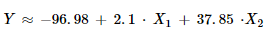 Y ≈ −96.98 + 2.1 · X₁ + 37.85 ·X₂